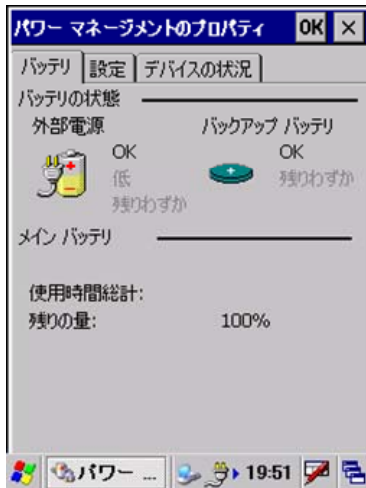 パワー マネージメントのプロパティ OK ×
バッテリ 設定 デバイスの状況
バッテリの状態
外部電源 バックアップ バッテリ
OK OK
低 残りわずか
残りわずか
メイン バッテリ
使用時間総計:
残りの量: 100%
パワー ... 19:51